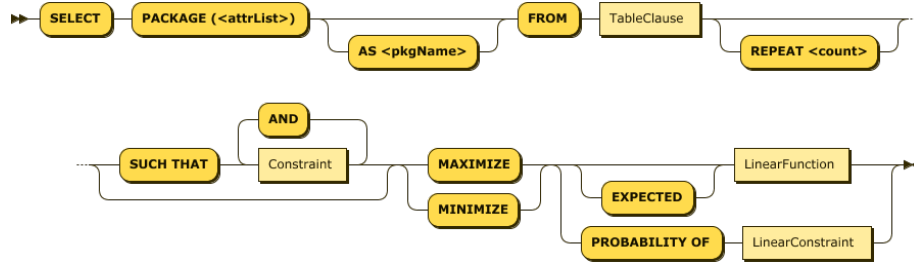 SELECT PACKAGE (<attrList>) FROM TableClause
AS <pkgName> REPEAT <count>
AND
SUCH THAT Constraint MAXIMIZE LinearFunction
MINIMIZE EXPECTED
PROBABILITY OF LinearConstraint